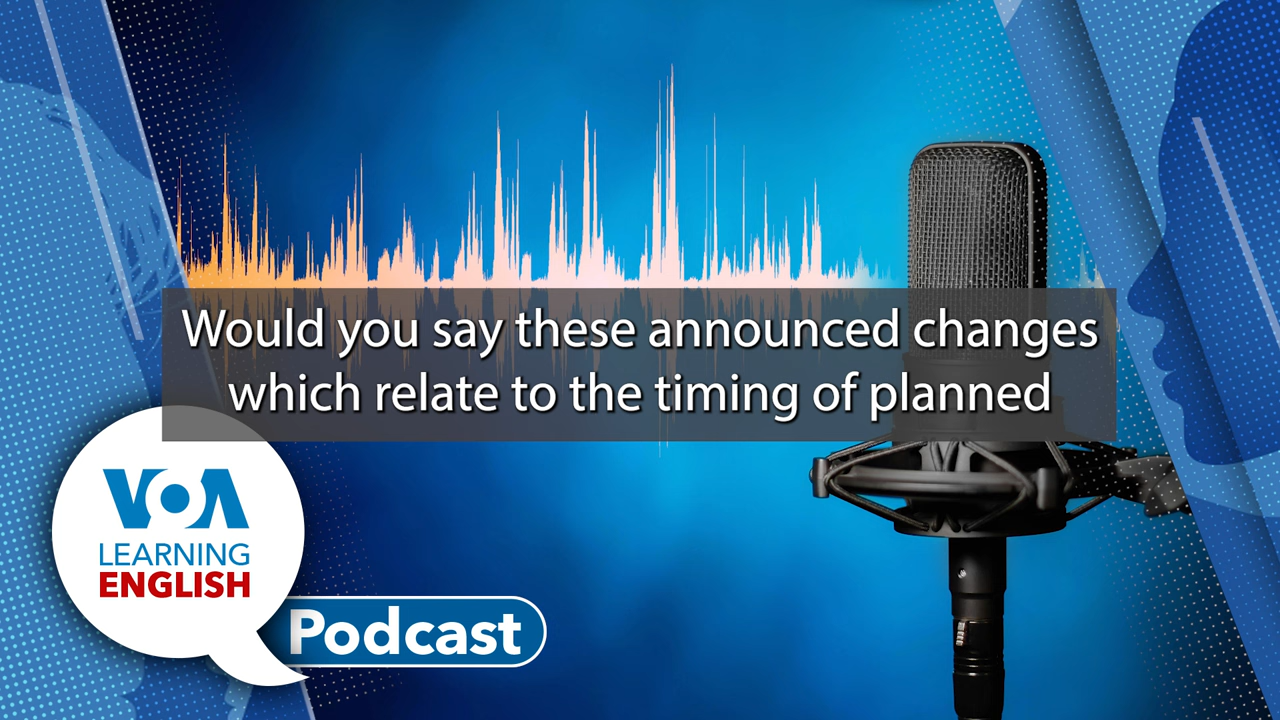 Would you say these announced changes
which relate to the timing of planned
VOA
LEARNING
ENGLISH
Podcast